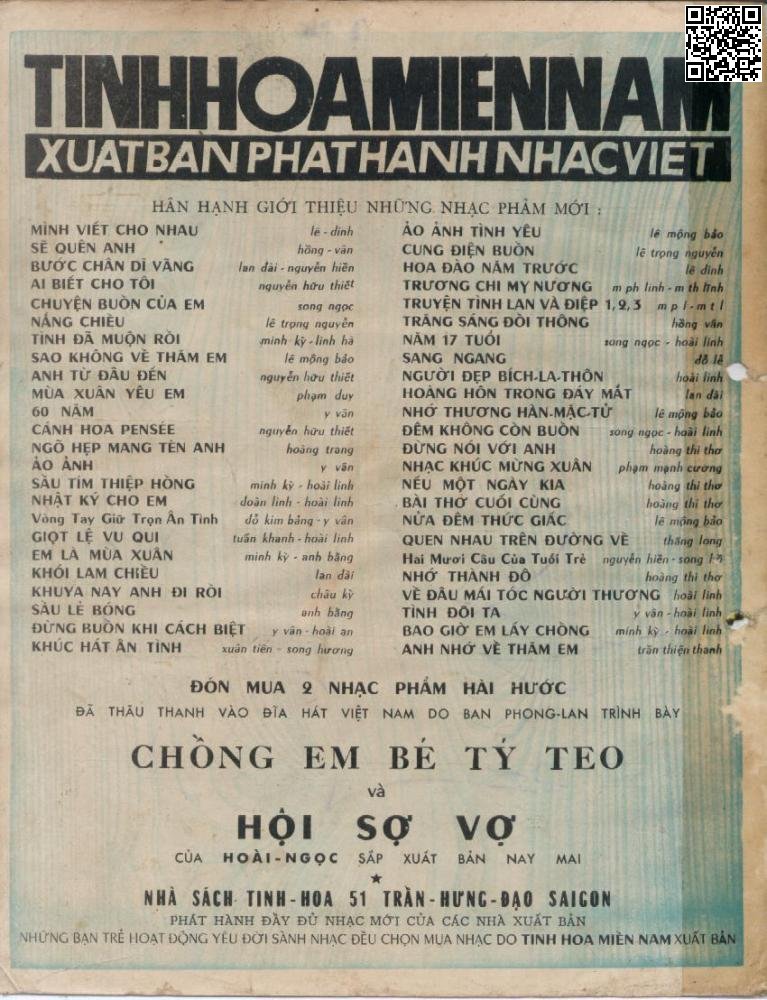 TINHHOAMIENNAM
XUATBANPHATHANHNHACVIET
HÂN HẠNH GIỚI THIỆU NHỮNG NHẠC PHẨM MỚI :
MÌNH VIẾT CHO NHAU lê - dinh
SẼ QUÊN ANH hồng - vân
BƯỚC CHÂN DĨ VÃNG lan đài - nguyễn hiền
AI BIẾT CHO TÔI nguyễn hữu thiết
CHUYỆN BUỒN CỦA EM song ngọc
NẮNG CHIỀU lê trọng nguyễn
TÌNH ĐÃ MUỘN RỒI minh kỳ - linh hà
SAO KHÔNG VỀ THĂM EM lê mộng bảo
ANH TỪ ĐÂU ĐẾN nguyễn hữu thiết
MÙA XUÂN YÊU EM phạm duy
60 NĂM y vân
CÁNH HOA PENSÉE nguyễn hữu thiết
NGÕ HẸP MANG TÊN ANH hoàng trang
ẢO ẢNH y vân
SẦU TÍM THIỆP HỒNG minh kỳ - hoài linh
NHẬT KÝ CHO EM doàn linh - hoài linh
Vòng Tay Giữ Trọn Ân Tình đỗ kim bảng - y vân
GIỌT LỆ VU QUI tuấn khanh - hoài linh
EM LÀ MÙA XUÂN minh kỳ - anh bằng
KHÓI LAM CHIỀU lan đài
KHUYA NAY ANH ĐI RỒI châu kỳ
SẦU LẺ BÓNG anh bằng
ĐỪNG BUỒN KHI CÁCH BIỆT y vân - hoài an
KHÚC HÁT ÂN TÌNH xuân tiên - song hương
ẢO ẢNH TÌNH YÊU lê mộng bảo
CUNG ĐIỆN BUỒN lê trọng nguyễn
HOA ĐÀO NĂM TRƯỚC lê dinh
TRƯƠNG CHI MỴ NƯƠNG m ph linh - m th lĩnh
TRUYỆN TÌNH LAN VÀ ĐIỆP 1, 2, 3 m p l - m t l
TRĂNG SÁNG ĐỒI THÔNG hồng vân
NĂM 17 TUỔI song ngọc - hoài linh
SANG NGANG đỗ lễ
NGƯỜI ĐẸP BÍCH-LA-THÔN hoài linh
HOÀNG HÔN TRONG ĐÁY MẮT lan đài
NHỚ THƯƠNG HÀN-MẶC-TỬ lê mộng bảo
ĐÊM KHÔNG CÒN BUỒN song ngọc - hoài linh
ĐỪNG NÓI VỚI ANH hoàng thi thơ
NHẠC KHÚC MỪNG XUÂN phạm mạnh cương
NẾU MỘT NGÀY KIA hoàng thi thơ
BÀI THƠ CUỐI CÙNG hoàng thi thơ
NỬA ĐÊM THỨC GIẤC lê mộng bảo
QUEN NHAU TRÊN ĐƯỜNG VỀ thăng long
Hai Mươi Câu Của Tuổi Trẻ nguyễn hiền - song
NHỚ THÀNH ĐÔ hoàng thi thơ
VỀ ĐÂU MÁI TÓC NGƯỜI THƯƠNG hoài linh
TÌNH ĐÔI TA y vân - hoài linh
BAO GIỜ EM LẤY CHỒNG minh kỳ - hoài linh
ANH NHỚ VỀ THĂM EM trần thiện thanh
ĐÓN MUA 2 NHẠC PHẨM HÀI HƯỚC
ĐÃ THÂU THANH VÀO ĐĨA HÁT VIỆT NAM DO BAN PHONG-LAN TRÌNH BÀY
CHỒNG EM BÉ TÝ TEO
và
HỘI SỢ VỢ
CỦA HOÀI-NGỌC SẮP XUẤT BẢN NAY MAI
★
NHÀ SÁCH TINH-HOA 51 TRẦN-HƯNG-ĐẠO SAIGON
PHÁT HÀNH ĐẦY ĐỦ NHẠC MỚI CỦA CÁC NHÀ XUẤT BẢN
NHỮNG BẠN TRẺ HOẠT ĐỘNG YÊU ĐỜI SÀNH NHẠC ĐỀU CHỌN MUA NHẠC DO TINH HOA MIỀN NAM XUẤT BẢN